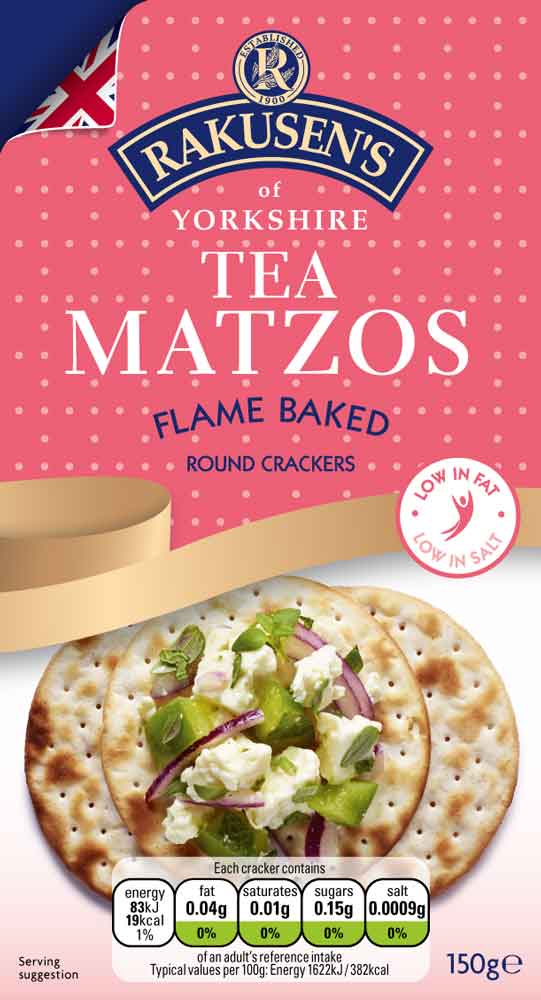 ESTABLISHED
R
1900
RAKUSEN'S
of
YORKSHIRE
TEA
MATZOS
FLAME BAKED
ROUND CRACKERS
LOW IN FAT
LOW IN SALT
Each cracker contains
energy
83kJ
19kcal
1%
fat
0.04g
0%
saturates
0.01g
0%
sugars
0.15g
0%
salt
0.0009g
0%
of an adult's reference intake
Typical values per 100g: Energy 1622kJ / 382kcal
Serving
suggestion
150g℮